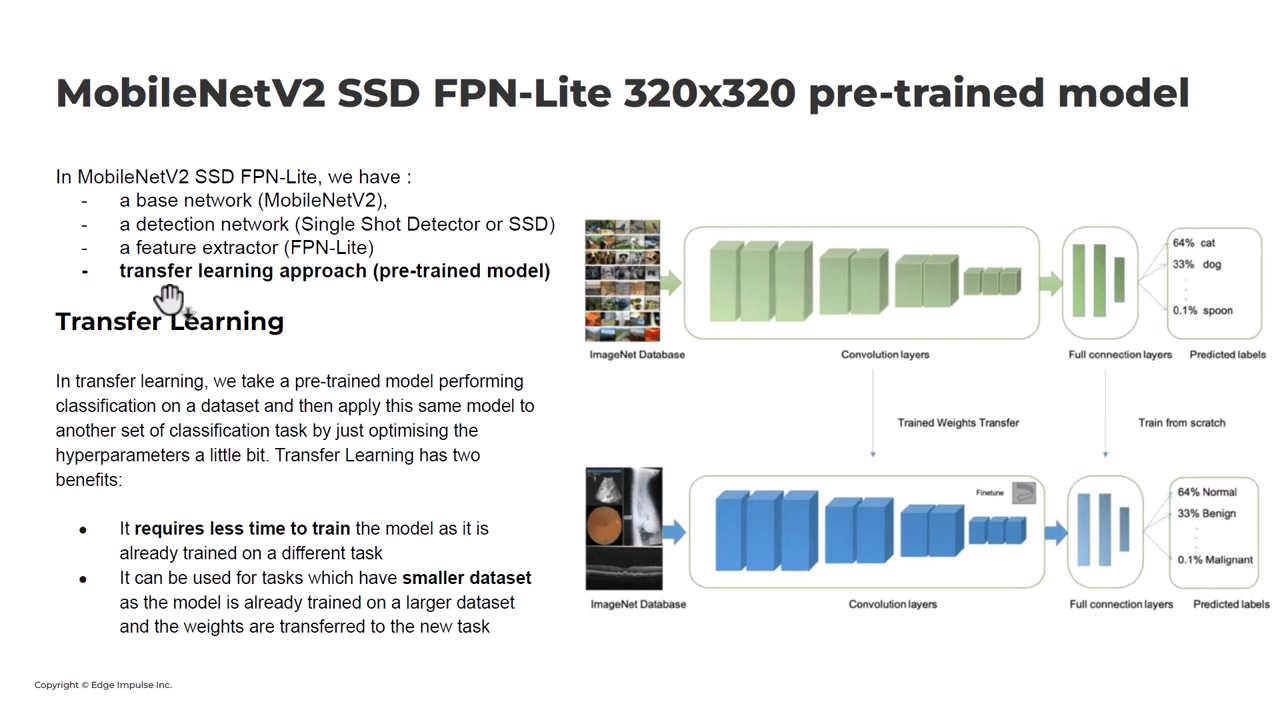 MobileNetV2 SSD FPN-Lite 320x320 pre-trained model
In MobileNetV2 SSD FPN-Lite, we have :
- a base network (MobileNetV2),
- a detection network (Single Shot Detector or SSD)
- a feature extractor (FPN-Lite)
- transfer learning approach (pre-trained model)
Transfer Learning
In transfer learning, we take a pre-trained model performing
classification on a dataset and then apply this same model to
another set of classification task by just optimising the
hyperparameters a little bit. Transfer Learning has two
benefits:
● It requires less time to train the model as it is
already trained on a different task
● It can be used for tasks which have smaller dataset
as the model is already trained on a larger dataset
and the weights are transferred to the new task
64% cat
33% dog
0.1% spoon
ImageNet Database
Convolution layers
Full connection layers
Predicted labels
Trained Weights Transfer
Train from scratch
Finetune
64% Normal
33% Benign
0.1% Malignant
ImageNet Database
Convolution layers
Full connection layers
Predicted labels
Copyright © Edge Impulse Inc.